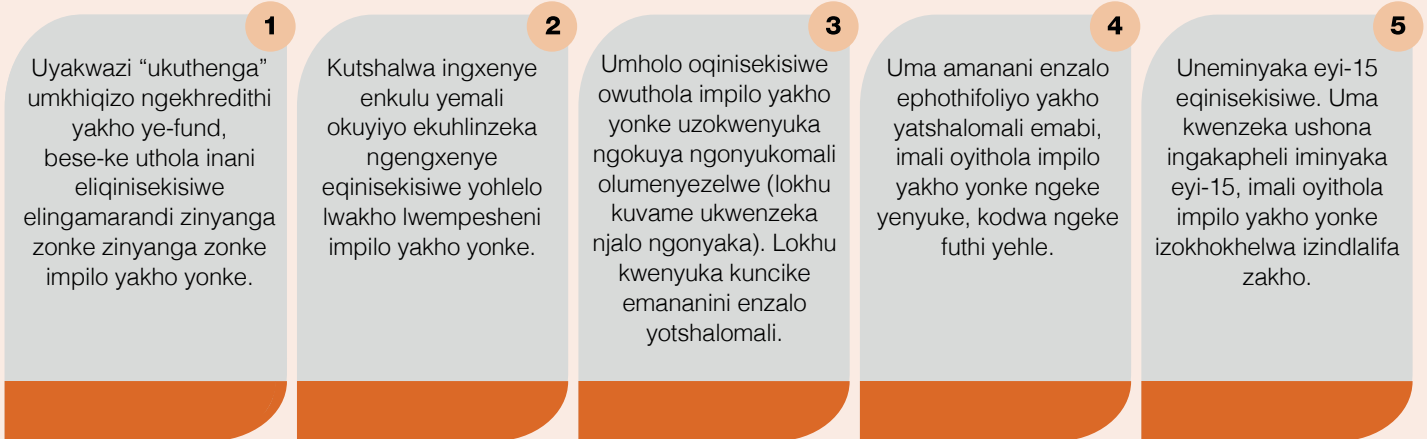 1
Uyakwazi “ukuthenga”
umkhiqizo ngekhredithi
yakho ye-fund,
bese-ke uthola inani
eliqinisekisiwe
elingamarandi zinyanga
zonke zinyanga zonke
impilo yakho yonke.
2
Kutshalwa ingxenye
enkulu yemali
okuyiyo ekuhlinzeka
ngengxenye
eqinisekisiwe yohlelo
lwakho lwempesheni
impilo yakho yonke.
3
Umholo oqinisekisiwe
owuthola impilo yakho
yonke uzokwenyuka
ngokuya ngonyukomali
olumenyezelwe (lokhu
kuvame ukwenzeka
njalo ngonyaka). Lokhu
kwenyuka kuncike
emananini enzalo
yotshalomali.
4
Uma amanani enzalo
ephothifoliyo yakho
yatshalomali emabi,
imali oyithola impilo
yakho yonke ngeke
yenyuke, kodwa ngeke
futhi yehle.
5
Uneminyaka eyi-15
eqinisekisiwe. Uma
kwenzeka ushona
ingakapheli iminyaka
eyi-15, imali oyithola
impilo yakho yonke
izokhokhelwa izindlalifa
zakho.